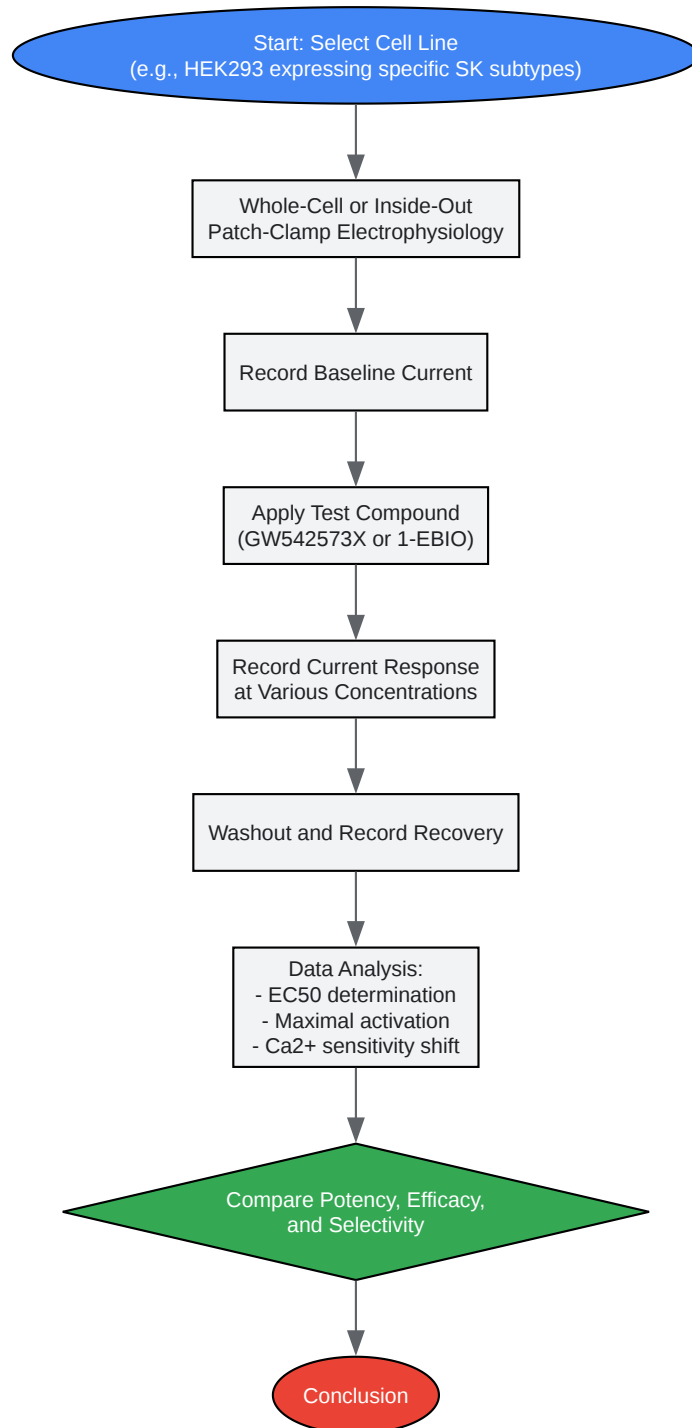 Start: Select Cell Line
(e.g., HEK293 expressing specific SK subtypes)
Whole-Cell or Inside-Out
Patch-Clamp Electrophysiology
Record Baseline Current
Apply Test Compound
(GW542573X or 1-EBIO)
Record Current Response
at Various Concentrations
Washout and Record Recovery
Data Analysis:
- EC50 determination
- Maximal activation
- Ca2+ sensitivity shift
Compare Potency, Efficacy,
and Selectivity
Conclusion